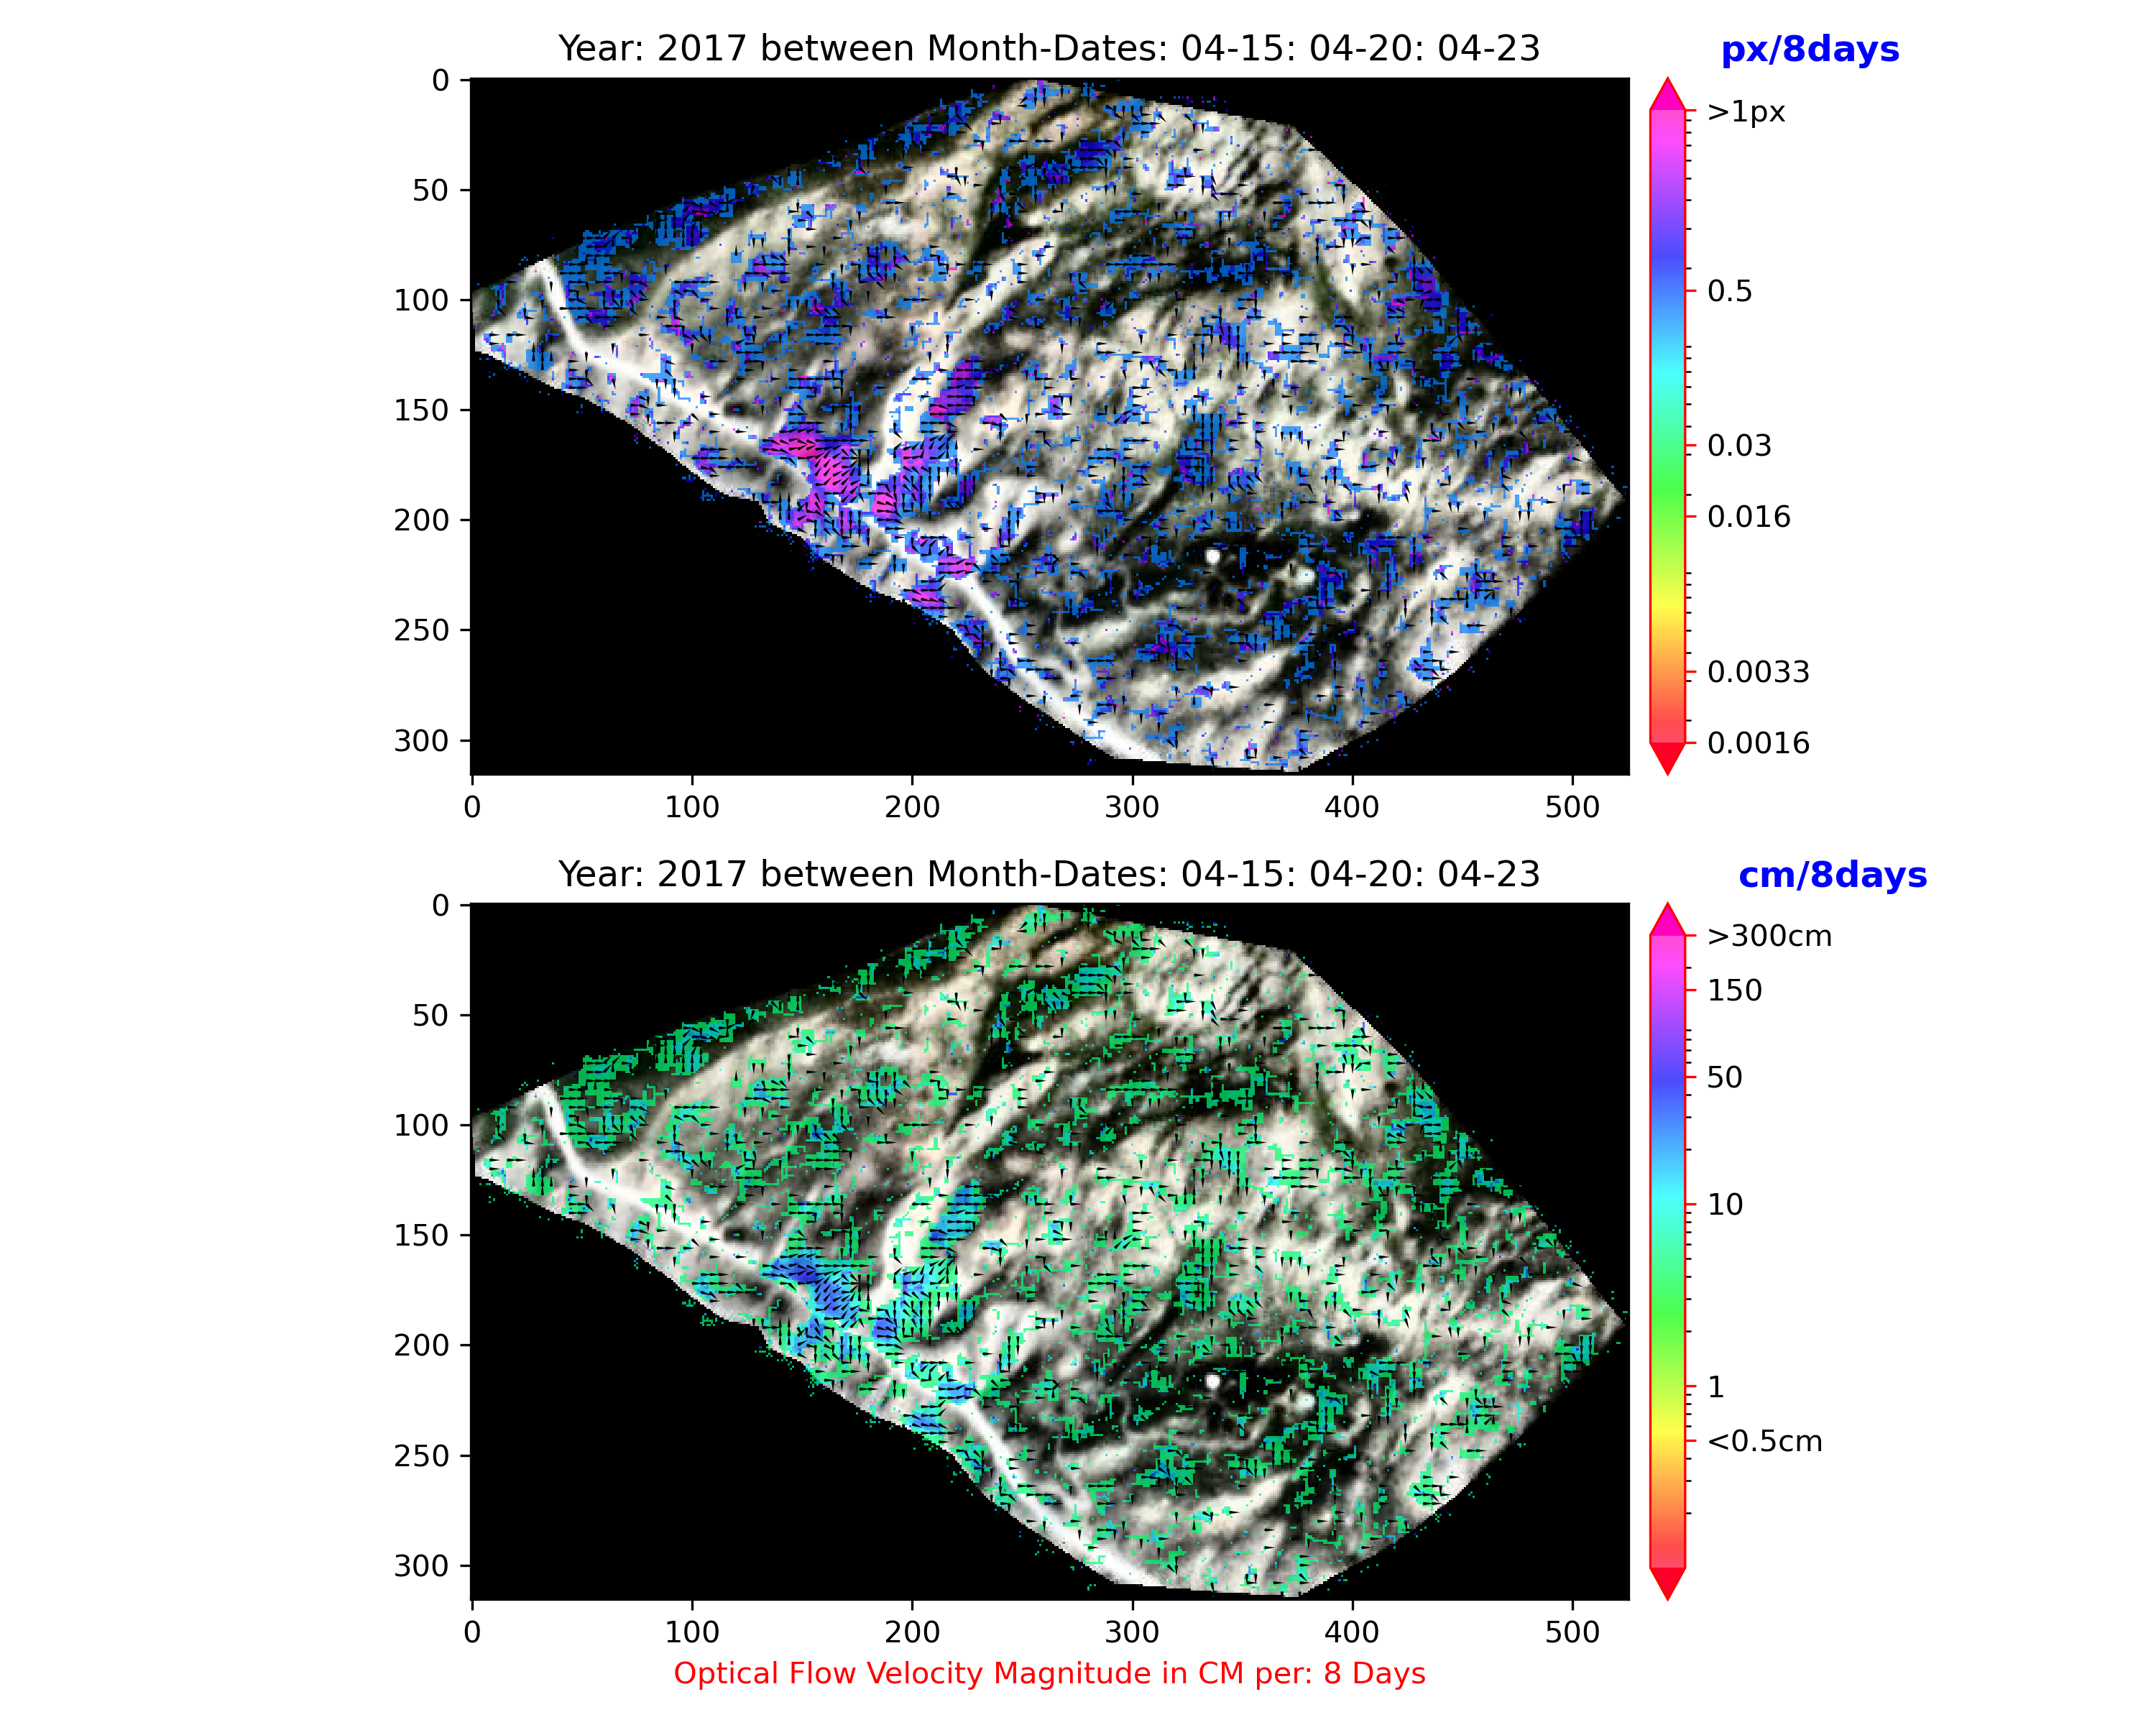 Year: 2017 between Month-Dates: 04-15: 04-20: 04-23
px/8days
0
50
100
150
200
250
300
0 100 200 300 400 500
>1px
0.5
0.03
0.016
0.0033
0.0016
Year: 2017 between Month-Dates: 04-15: 04-20: 04-23
cm/8days
0
50
100
150
200
250
300
0 100 200 300 400 500
>300cm
150
50
10
1
<0.5cm
Optical Flow Velocity Magnitude in CM per: 8 Days